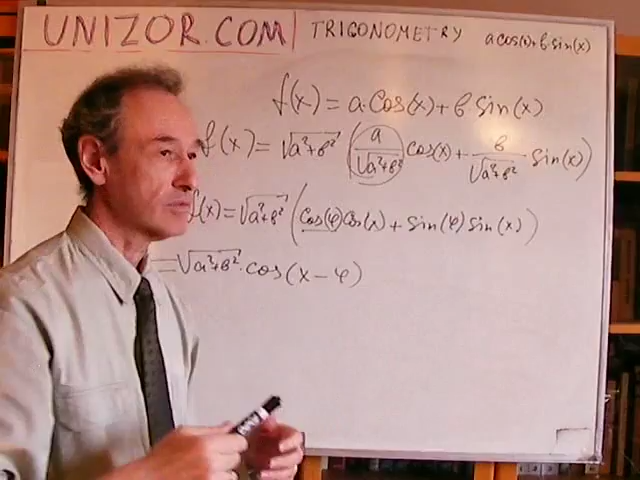 UNIZOR.COM | TRIGONOMETRY a cos(x)+b·sin(x)
f(x) = a·Cos(x)+b·Sin(x)
f(x) = √a²+b² (a/√a²+b² Cos(x)+ b/√a²+b² Sin(x))
f(x) = √a²+b² (Cos(φ)Cos(x) + Sin(φ)Sin(x))
= √a²+b² · cos(x-φ)